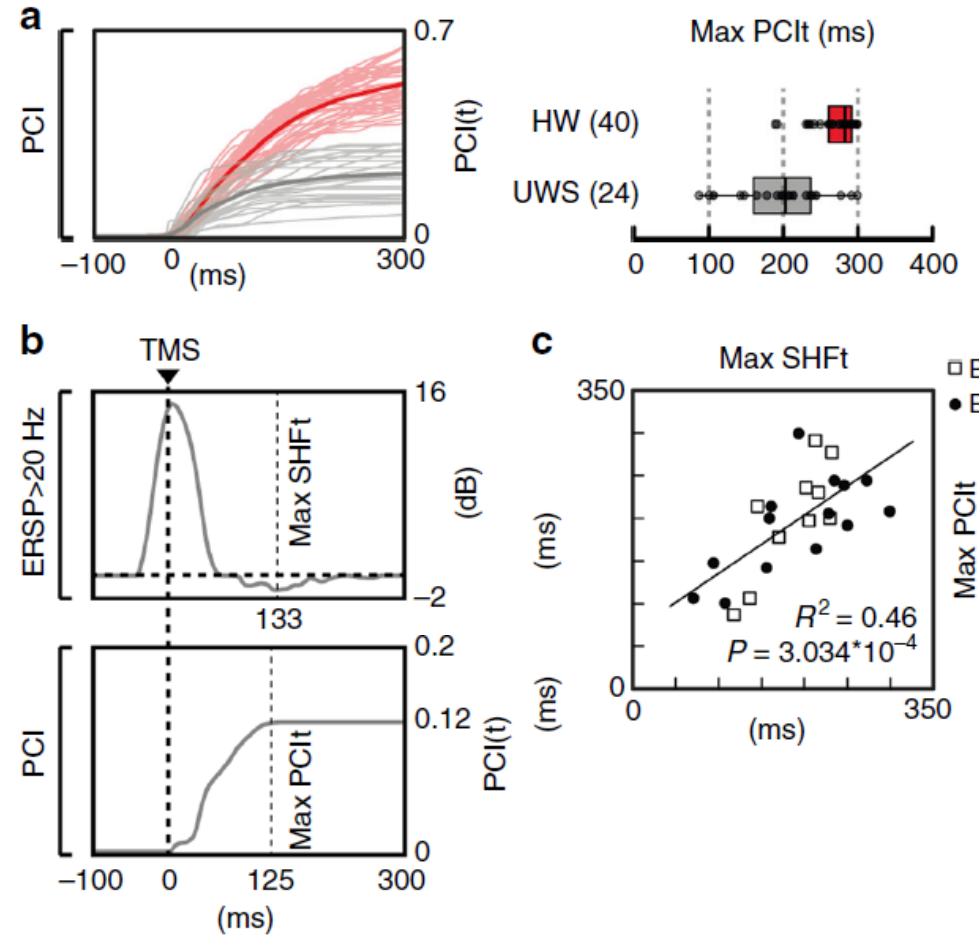 a
PCI
0.7
PCI(t)
0
−100 0 300
(ms)
Max PCIt (ms)
HW (40)
UWS (24)
0 100 200 300 400
b
TMS
ERSP>20 Hz
16
(dB)
−2
Max SHFt
133
PCI
0.2
0.12
PCI(t)
0
Max PCIt
−100 0 125 300
(ms)
c
Max SHFt
350
(ms)
0
(ms)
R² = 0.46
P = 3.034*10⁻⁴
0 350
(ms)
Max PCIt